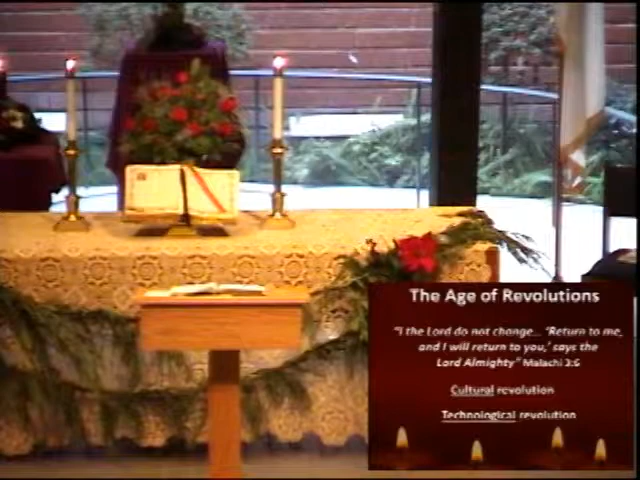 The Age of Revolutions
"I the Lord do not change... 'Return to me,
and I will return to you,' says the
Lord Almighty" Malachi 3:6
Cultural revolution
Technological revolution